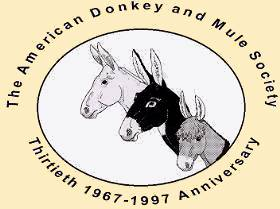 The American Donkey and Mule Society
Thirtieth 1967-1997 Anniversary